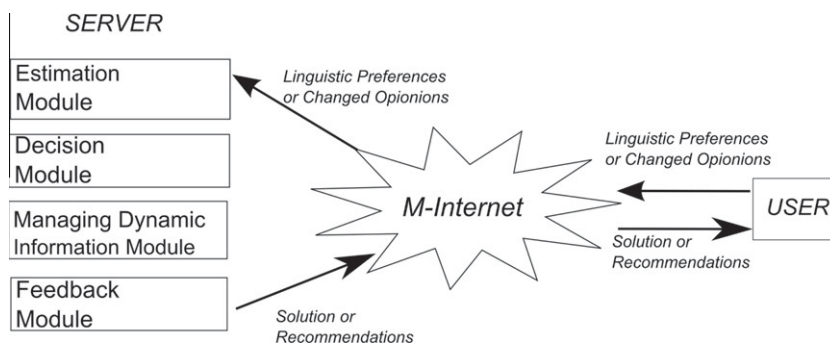 SERVER
Estimation
Module
Linguistic Preferences
or Changed Opionions
Decision
Module
Linguistic Preferences
or Changed Opionions
Managing Dynamic
Information Module
M-Internet
USER
Solution or
Recommendations
Feedback
Module
Solution or
Recommendations